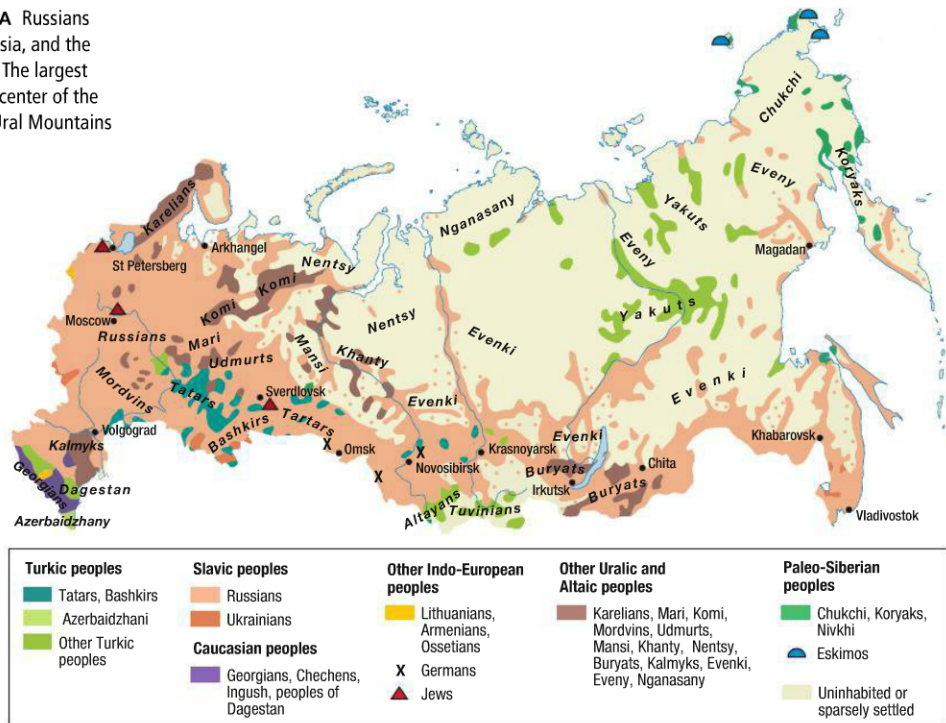 A Russians
sia, and the
The largest
center of the
Ural Mountains
Chukchi
Koryaks
Eveny
Yakuts
Nganasany
Magadan
Eveny
Yakuts
Karelians
Arkhangel
St Petersberg
Nentsy
Komi
Komi
Nentsy
Evenki
Moscow
Russians
Mari
Udmurts
Mansi
Khanty
Evenki
Evenki
Mordvins
Tatars
Sverdlovsk
Bashkirs
Tartars
Volgograd
Kalmyks
X
Omsk
X
Novosibirsk
X
Krasnoyarsk
Evenki
Khabarovsk
Georgians
Dagestan
Azerbaidzhany
Buryats
Irkutsk
Chita
Buryats
Altayans
Tuvinians
Vladivostok
Turkic peoples
Tatars, Bashkirs
Azerbaidzhani
Other Turkic
peoples
Slavic peoples
Russians
Ukrainians
Caucasian peoples
Georgians, Chechens,
Ingush, peoples of
Dagestan
Other Indo-European
peoples
Lithuanians,
Armenians,
Ossetians
X Germans
Jews
Other Uralic and
Altaic peoples
Karelians, Mari, Komi,
Mordvins, Udmurts,
Mansi, Khanty, Nentsy,
Buryats, Kalmyks, Evenki,
Eveny, Nganasany
Paleo-Siberian
peoples
Chukchi, Koryaks,
Nivkhi
Eskimos
Uninhabited or
sparsely settled